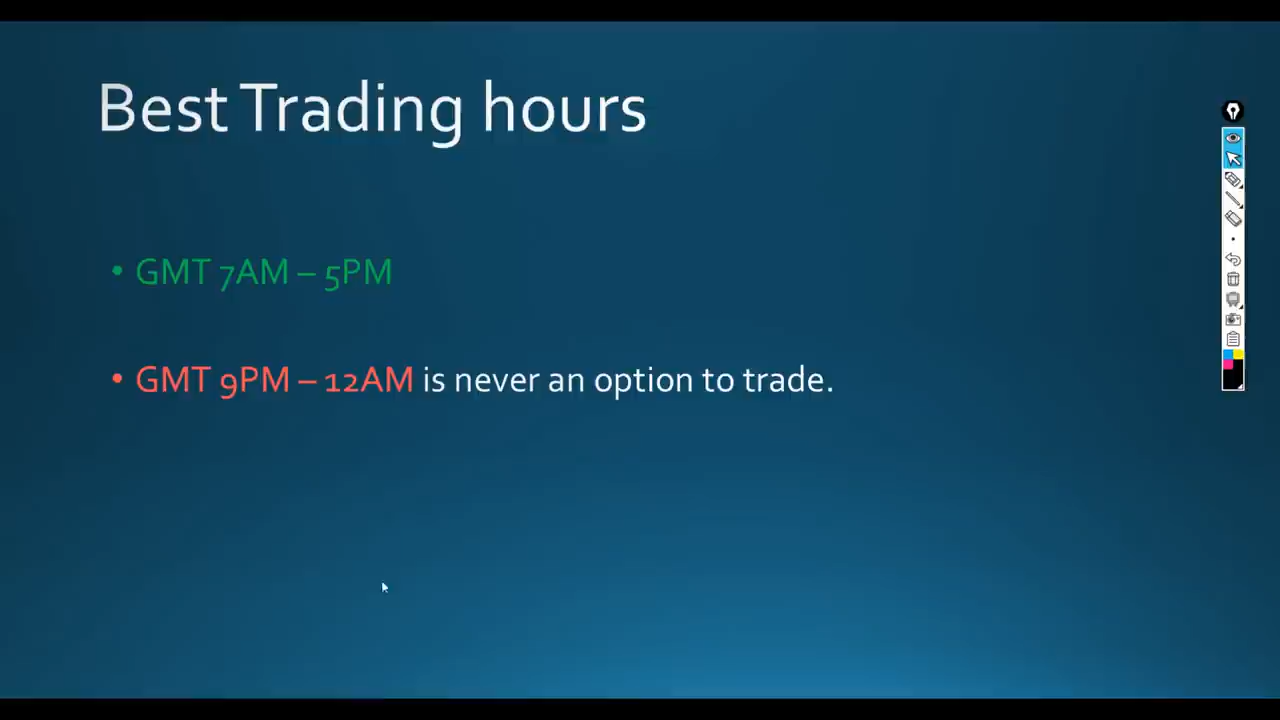 Best Trading hours
• GMT 7AM – 5PM
• GMT 9PM – 12AM is never an option to trade.